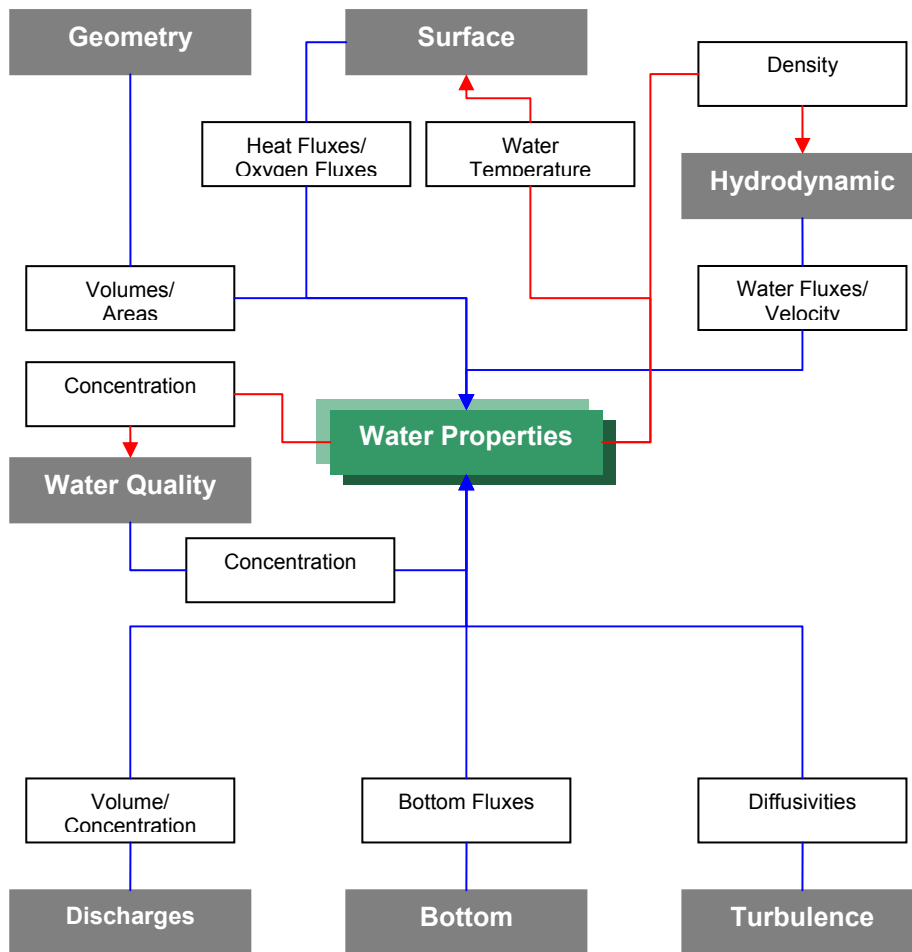 Geometry
Surface
Density
Heat Fluxes/
Oxygen Fluxes
Water
Temperature
Hydrodynamic
Volumes/
Areas
Water Fluxes/
Velocity
Concentration
Water Properties
Water Quality
Concentration
Volume/
Concentration
Bottom Fluxes
Diffusivities
Discharges
Bottom
Turbulence